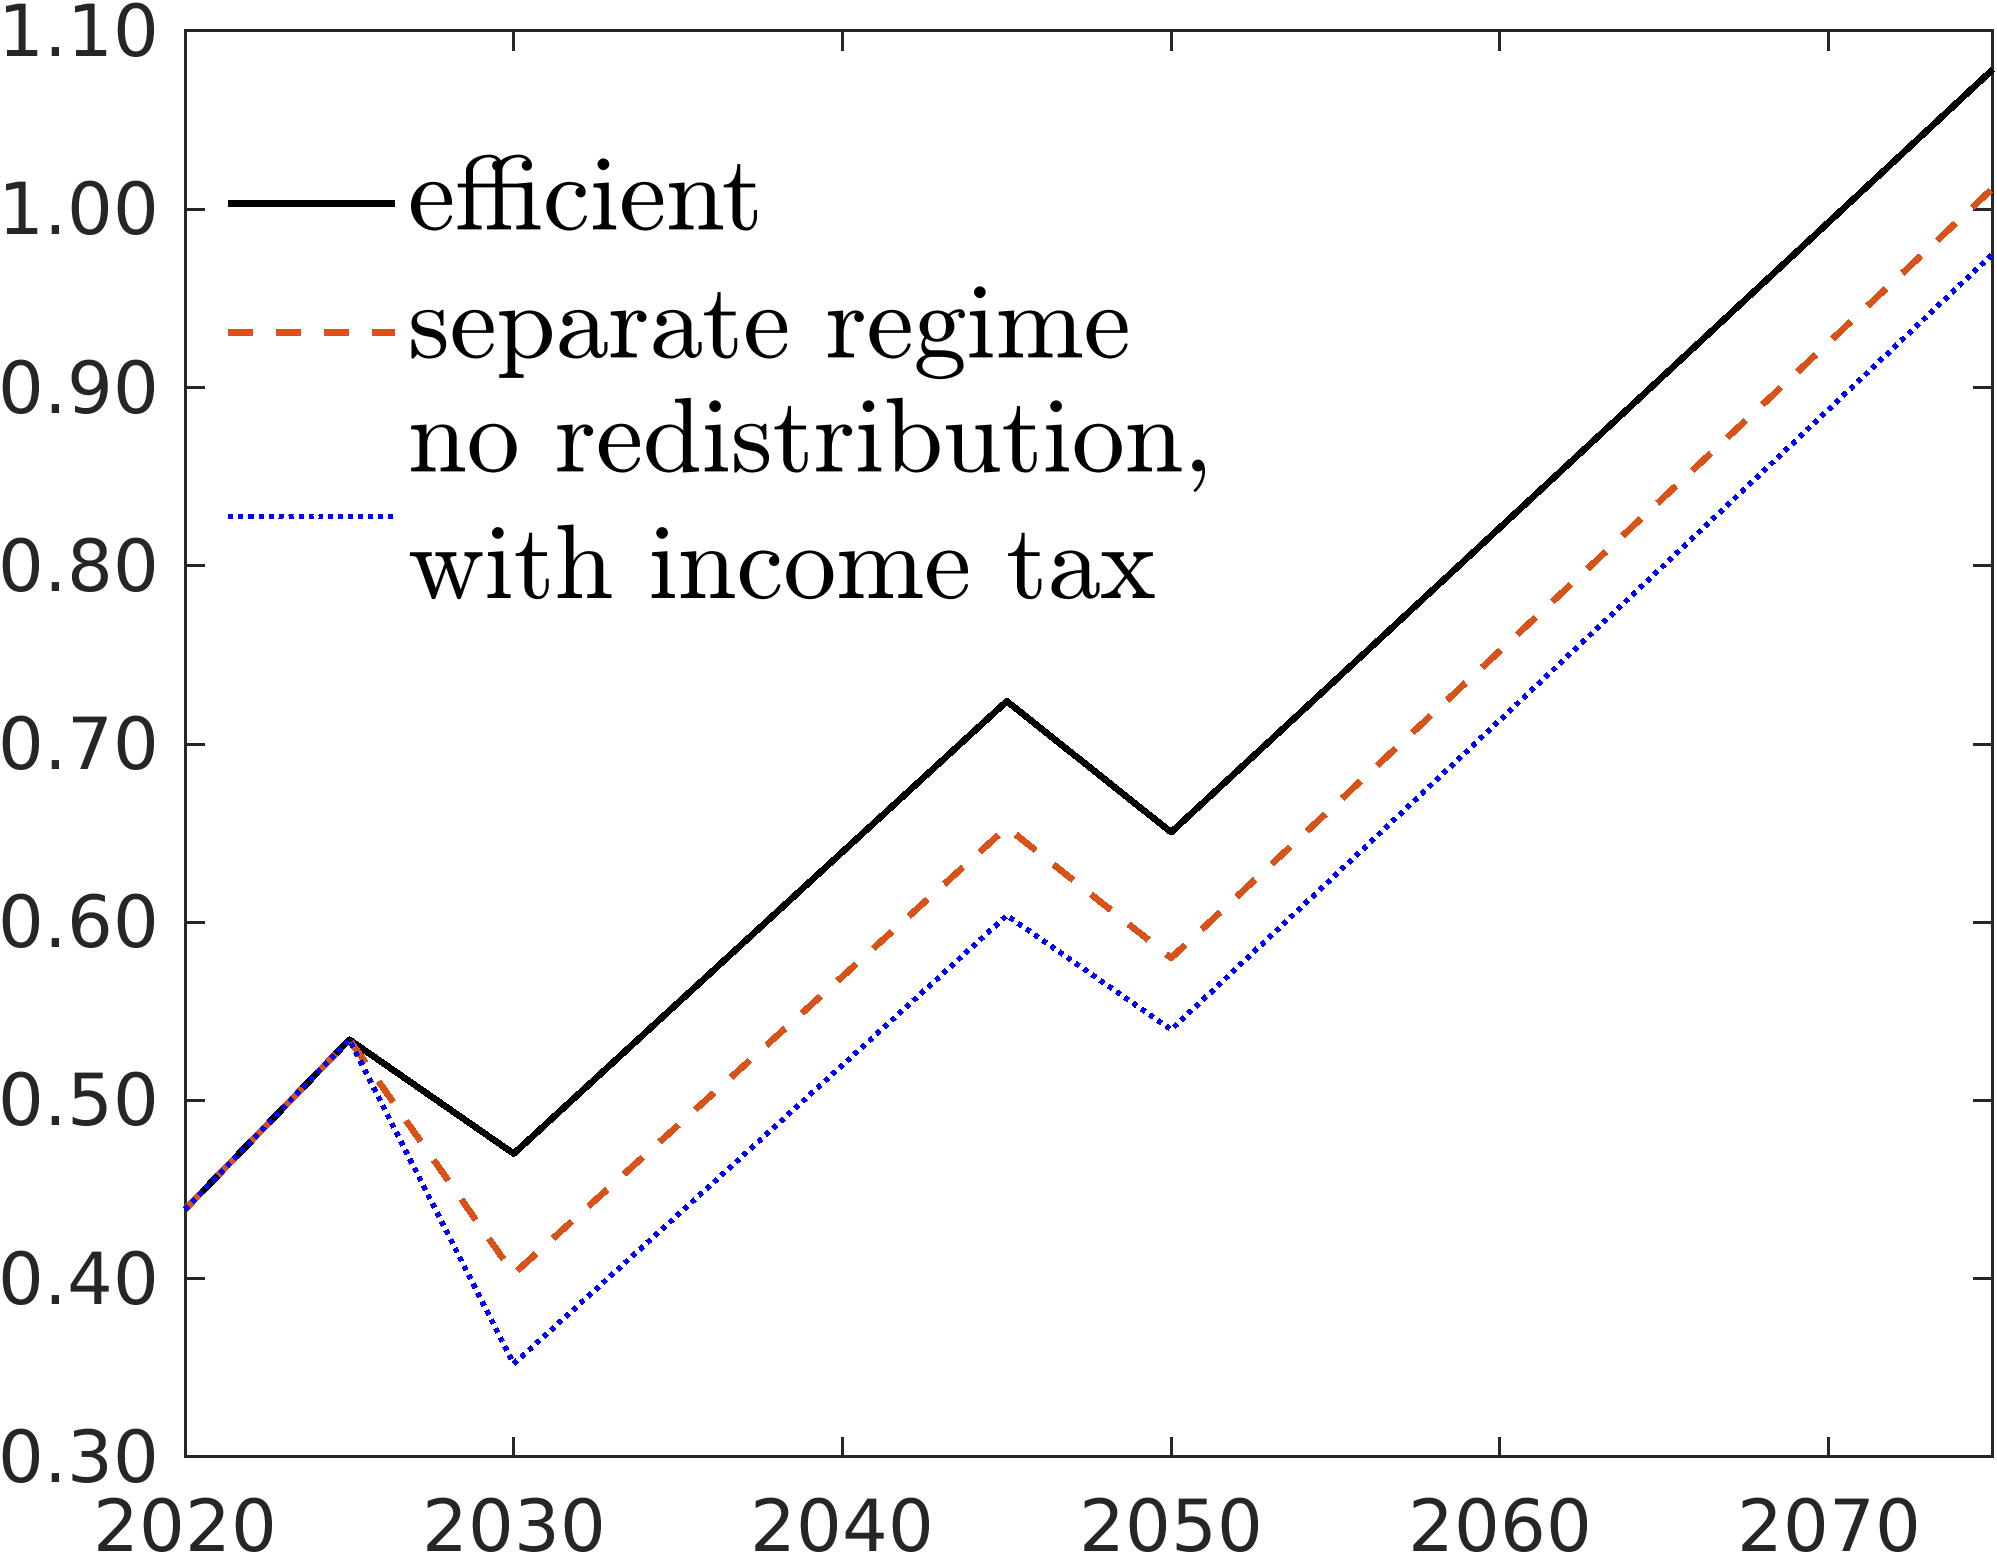 1.10
1.00
0.90
0.80
0.70
0.60
0.50
0.40
0.30
efficient
separate regime
no redistribution,
with income tax
2020 2030 2040 2050 2060 2070